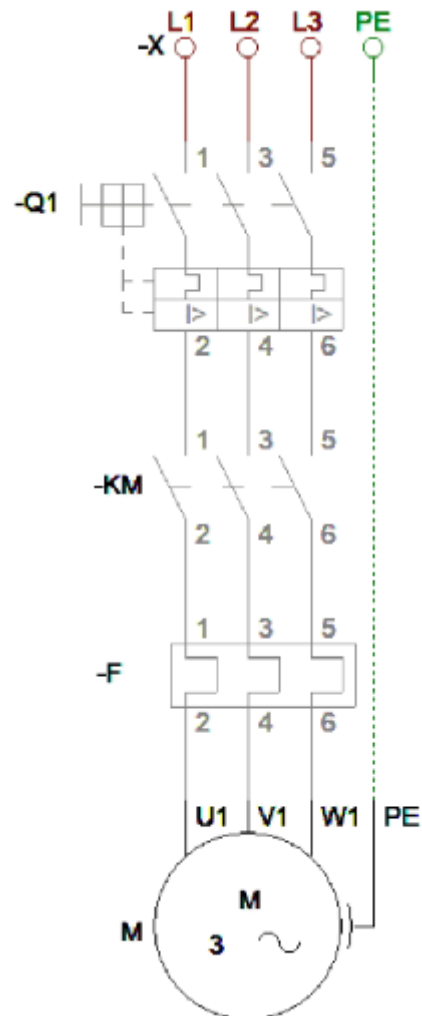 L1 L2 L3 PE
-X
1 3 5
-Q1
I> I> I>
2 4 6
1 3 5
-KM
2 4 6
1 3 5
-F
2 4 6
U1 V1 W1 PE
M
M
3